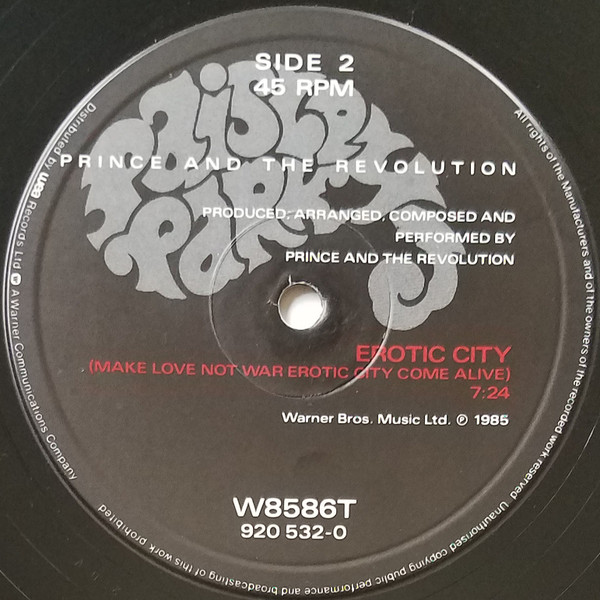 SIDE 2
45 RPM
paisley
park
PRINCE AND THE REVOLUTION
PRODUCED, ARRANGED, COMPOSED AND
PERFORMED BY
PRINCE AND THE REVOLUTION
EROTIC CITY
(MAKE LOVE NOT WAR EROTIC CITY COME ALIVE)
7:24
Warner Bros. Music Ltd. ℗ 1985
W8586T
920 532-0
Distributed by wea Records Ltd A Warner Communications Company
All rights of the Manufacturers and of the owners of the recorded work reserved Unauthorised copying public performance and broadcasting of this work prohibited